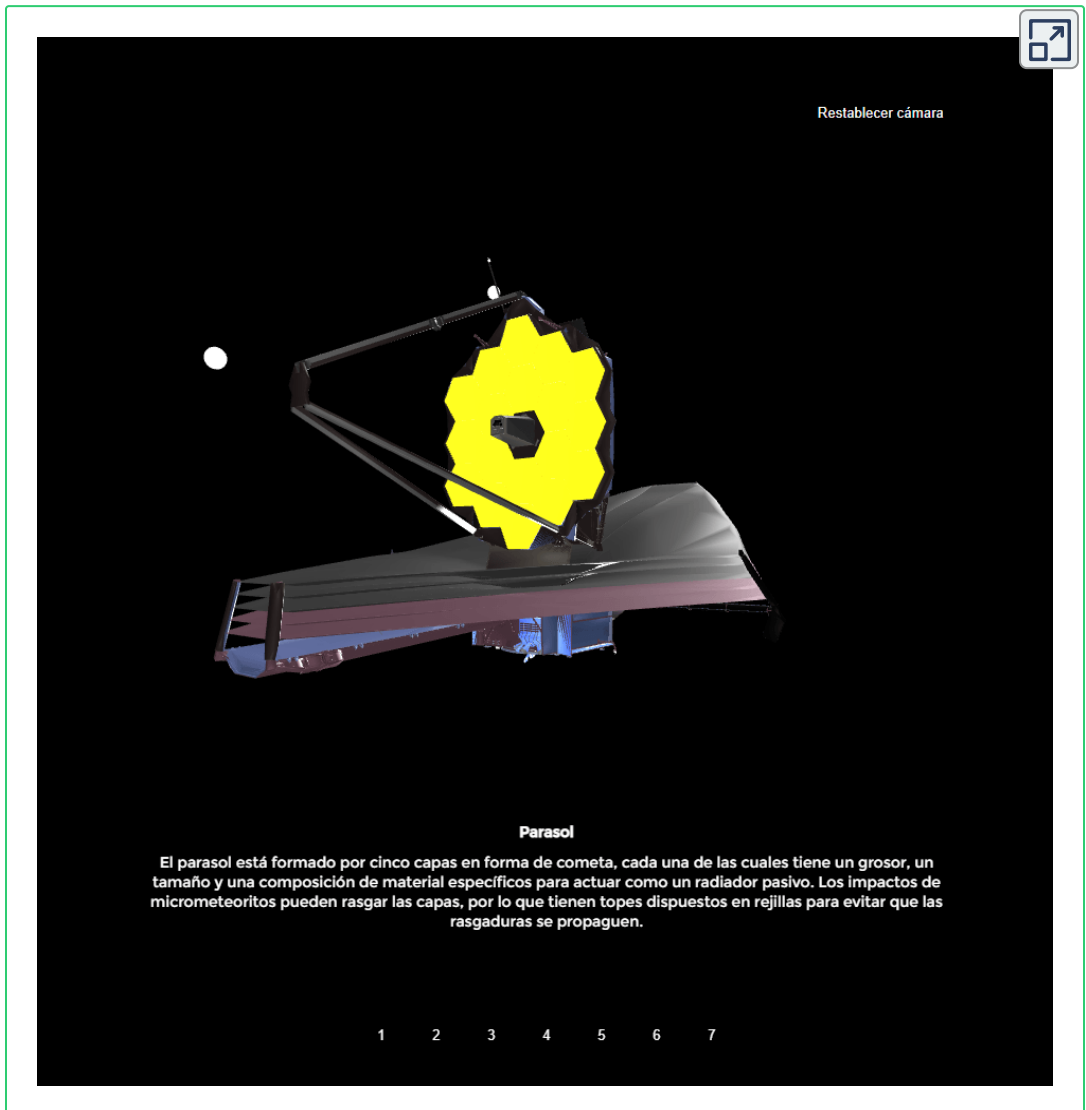 Restablecer cámara
Parasol
El parasol está formado por cinco capas en forma de cometa, cada una de las cuales tiene un grosor, un
tamaño y una composición de material específicos para actuar como un radiador pasivo. Los impactos de
micrometeoritos pueden rasgar las capas, por lo que tienen topes dispuestos en rejillas para evitar que las
rasgaduras se propaguen.
1 2 3 4 5 6 7